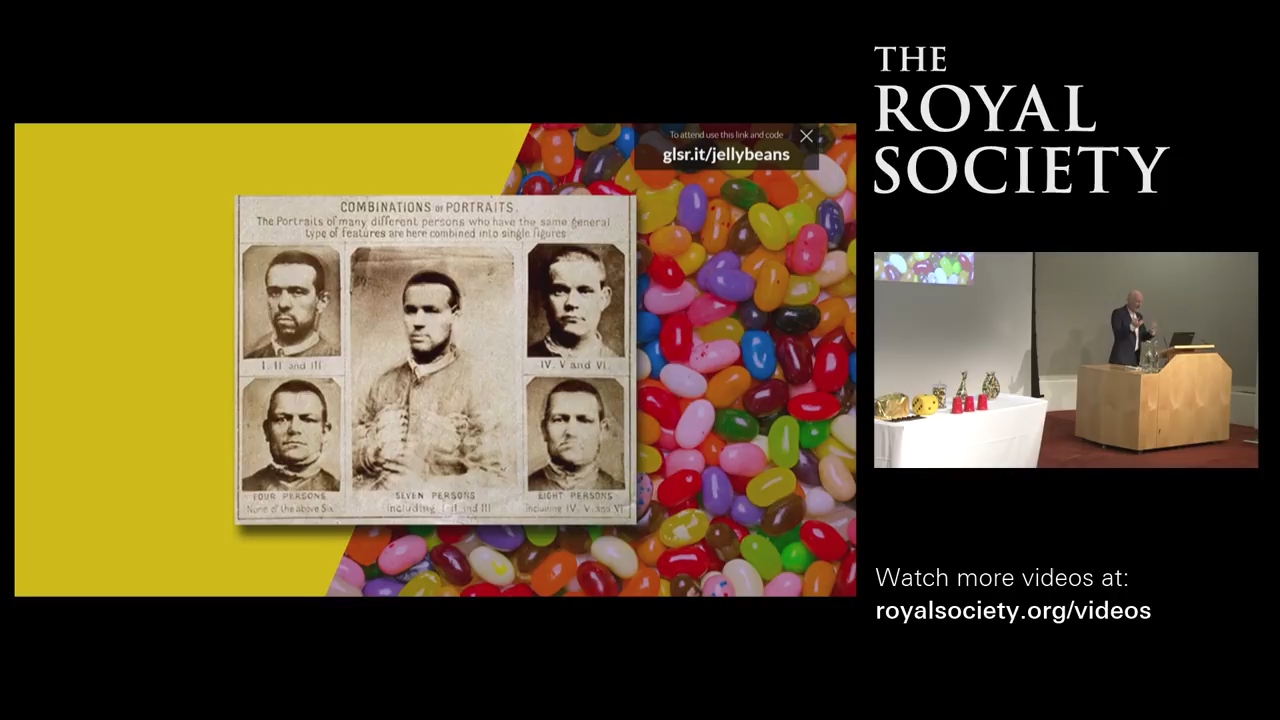 To attend use this link and code
glsr.it/jellybeans
COMBINATIONS OF PORTRAITS.
The Portraits of many different persons who have the same general
type of features are here combined into single figures
I. II and III
IV. V and VI
FOUR PERSONS
None of the above Six
SEVEN PERSONS
including I. II and III
EIGHT PERSONS
including IV. V. and VI
THE
ROYAL
SOCIETY
Watch more videos at:
royalsociety.org/videos